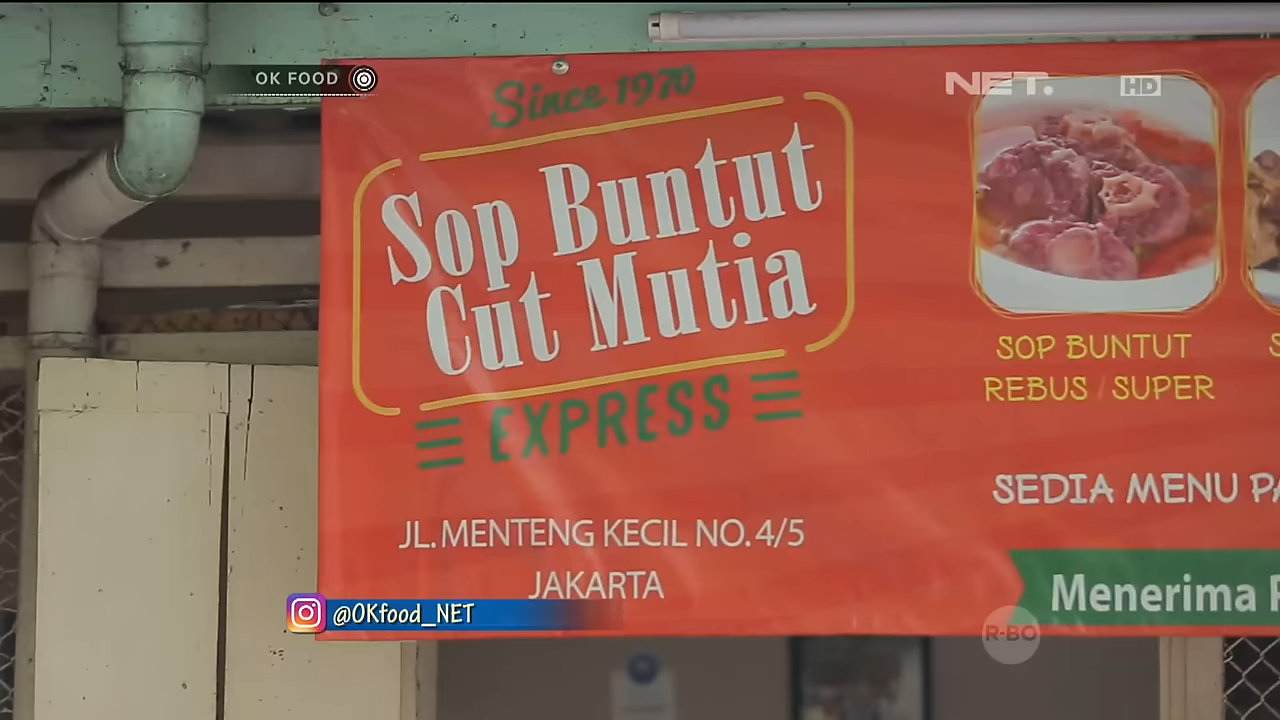 OK FOOD
NET.
HD
Since 1970
Sop Buntut
Cut Mutia
EXPRESS
JL. MENTENG KECIL NO. 4/5
JAKARTA
SOP BUNTUT
REBUS / SUPER
SEDIA MENU
Menerima
@OKfood_NET
R-BO